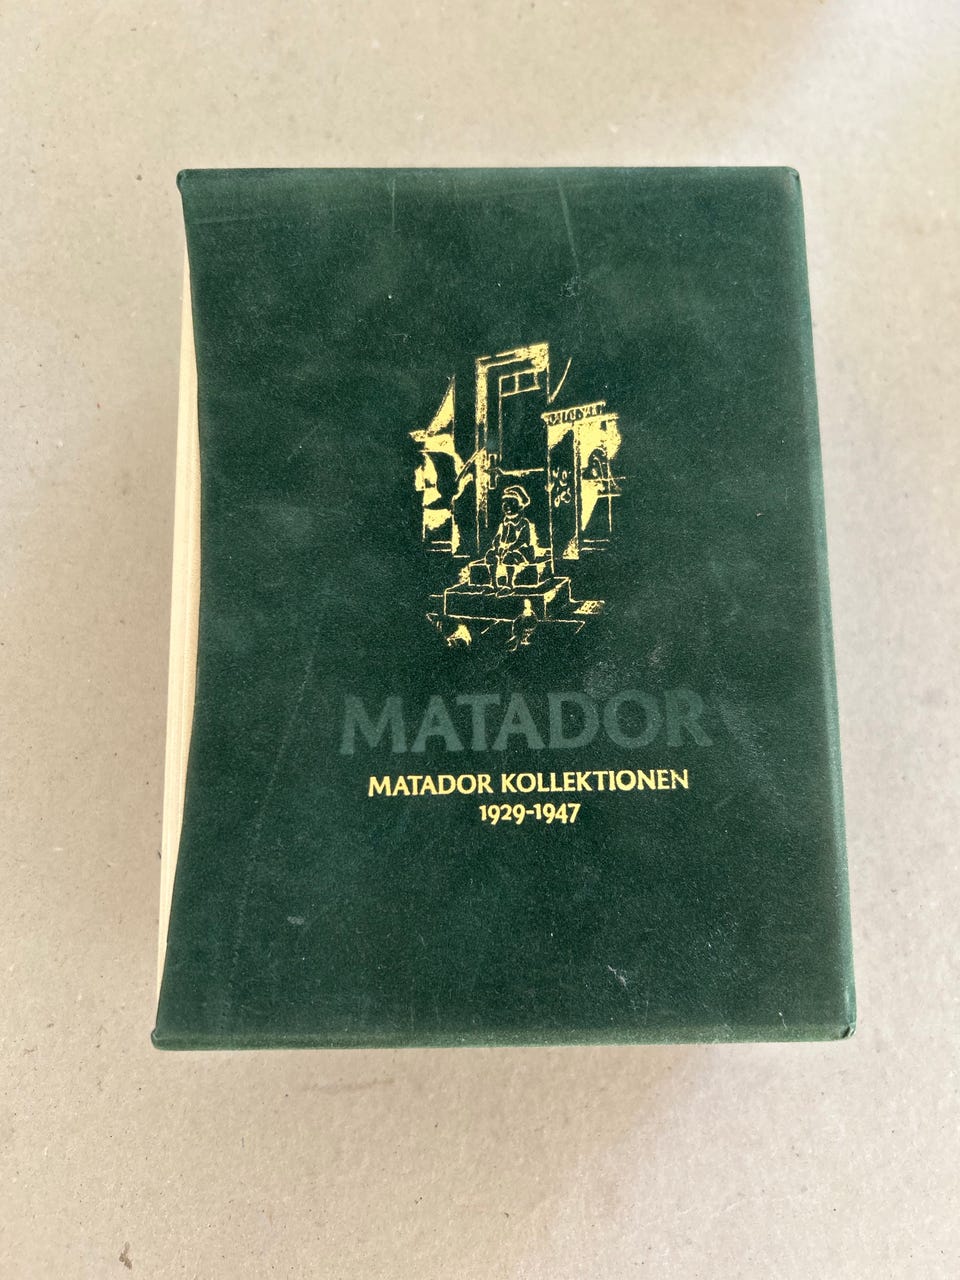 MATADOR
MATADOR KOLLEKTIONEN
1929-1947